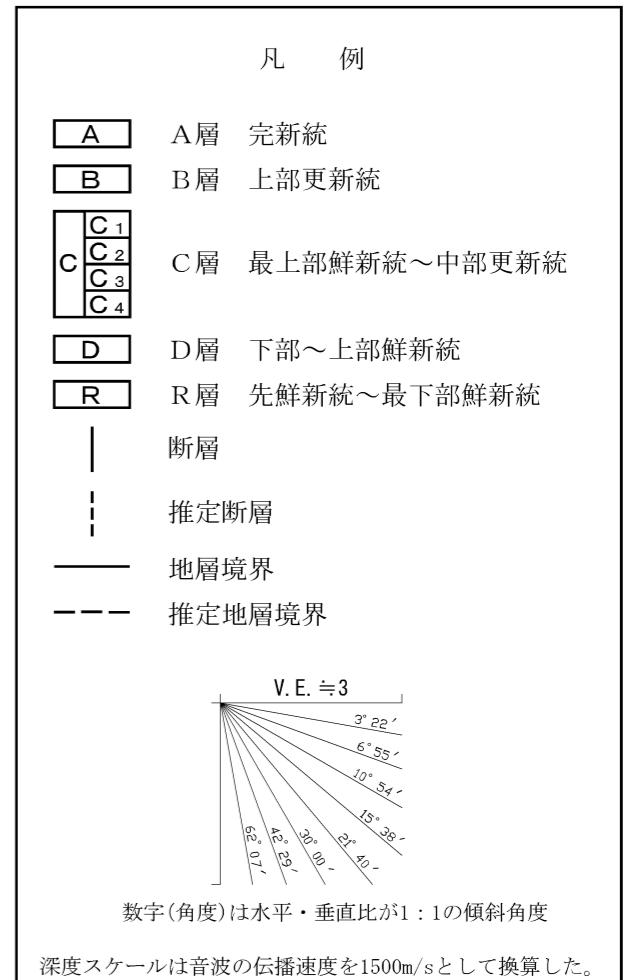 凡　例
A　A層　完新統
B　B層　上部更新統
C1
C2
C　C層　最上部鮮新統～中部更新統
C3
C4
D　D層　下部～上部鮮新統
R　R層　先鮮新統～最下部鮮新統
断層
推定断層
地層境界
推定地層境界
V.E.≒3
3°22′
6°55′
10°54′
15°38′
21°40′
30°00′
42°29′
62°07′
数字(角度)は水平・垂直比が1：1の傾斜角度
深度スケールは音波の伝播速度を1500m/sとして換算した。